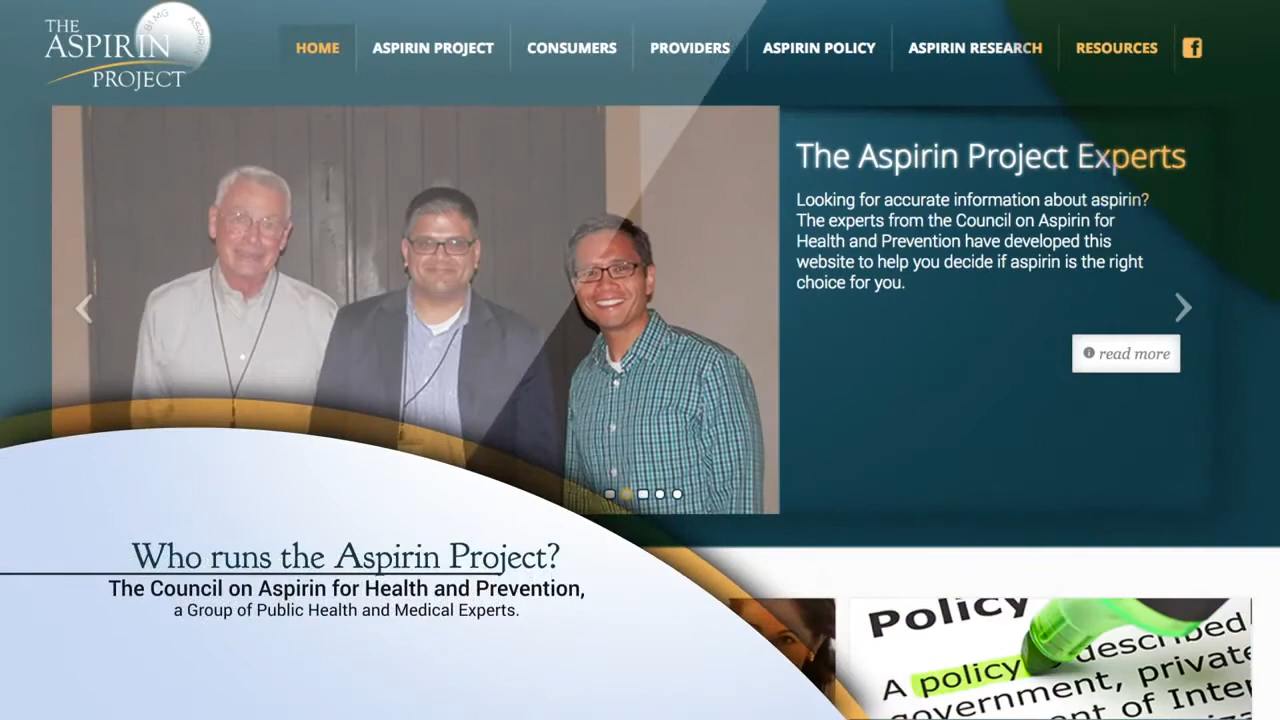 THE
ASPIRIN
PROJECT
81 MG
ASPIRIN
HOME
ASPIRIN PROJECT
CONSUMERS
PROVIDERS
ASPIRIN POLICY
ASPIRIN RESEARCH
RESOURCES
f
The Aspirin Project Experts
Looking for accurate information about aspirin?
The experts from the Council on Aspirin for
Health and Prevention have developed this
website to help you decide if aspirin is the right
choice for you.
read more
Who runs the Aspirin Project?
The Council on Aspirin for Health and Prevention,
a Group of Public Health and Medical Experts.
Policy
A policy described
government, private
of Inter